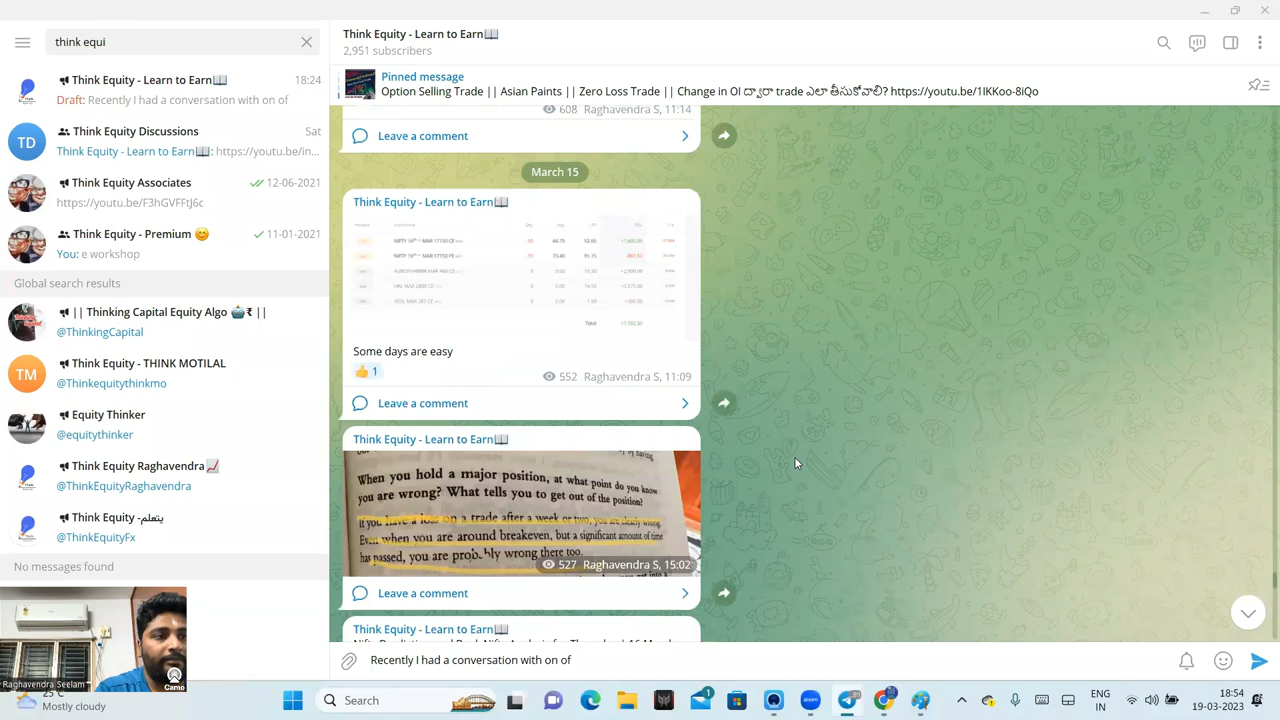 think equi
Think Equity - Learn to Earn📖
2,951 subscribers
Think Equity - Learn to Earn📖
18:24
Draft: Recently I had a conversation with on of
Pinned message
Option Selling Trade || Asian Paints || Zero Loss Trade || Change in OI ద్వారా trade ఎలా తీసుకోవాలి? https://youtu.be/1IKKoo-8iQo
608 Raghavendra S, 11:14
Leave a comment
TD
Think Equity Discussions
Sat
Think Equity - Learn to Earn📖: https://youtu.be/in...
Think Equity Associates
12-06-2021
https://youtu.be/F3hGVFFtJ6c
Think Equity - Premium 😊
11-01-2021
You: e workshop
Global search results
|| Thinking Capital Equity Algo 🤖₹ ||
@ThinkingCapital
TM
Think Equity - THINK MOTILAL
@Thinkequitythinkmo
Equity Thinker
@equitythinker
Think Equity Raghavendra📈
@ThinkEquityRaghavendra
Think Equity -يتعلم
@ThinkEquityFx
No messages found
March 15
Think Equity - Learn to Earn📖
Total
Some days are easy
👍 1
552 Raghavendra S, 11:09
Leave a comment
Think Equity - Learn to Earn📖
When you hold a major position, at what point do you know
you are wrong? What tells you to get out of the position?
If you have a loss on a trade after a week or two, you are clearly wrong.
Even when you are around breakeven, but a significant amount of time
has passed, you are probably wrong there too.
527 Raghavendra S, 15:02
Leave a comment
Think Equity - Learn to Earn📖
Recently I had a conversation with on of
Raghavendra Seelam
Camo
25°C
Mostly cloudy
Search
ENG
IN
18:54
19-03-2023